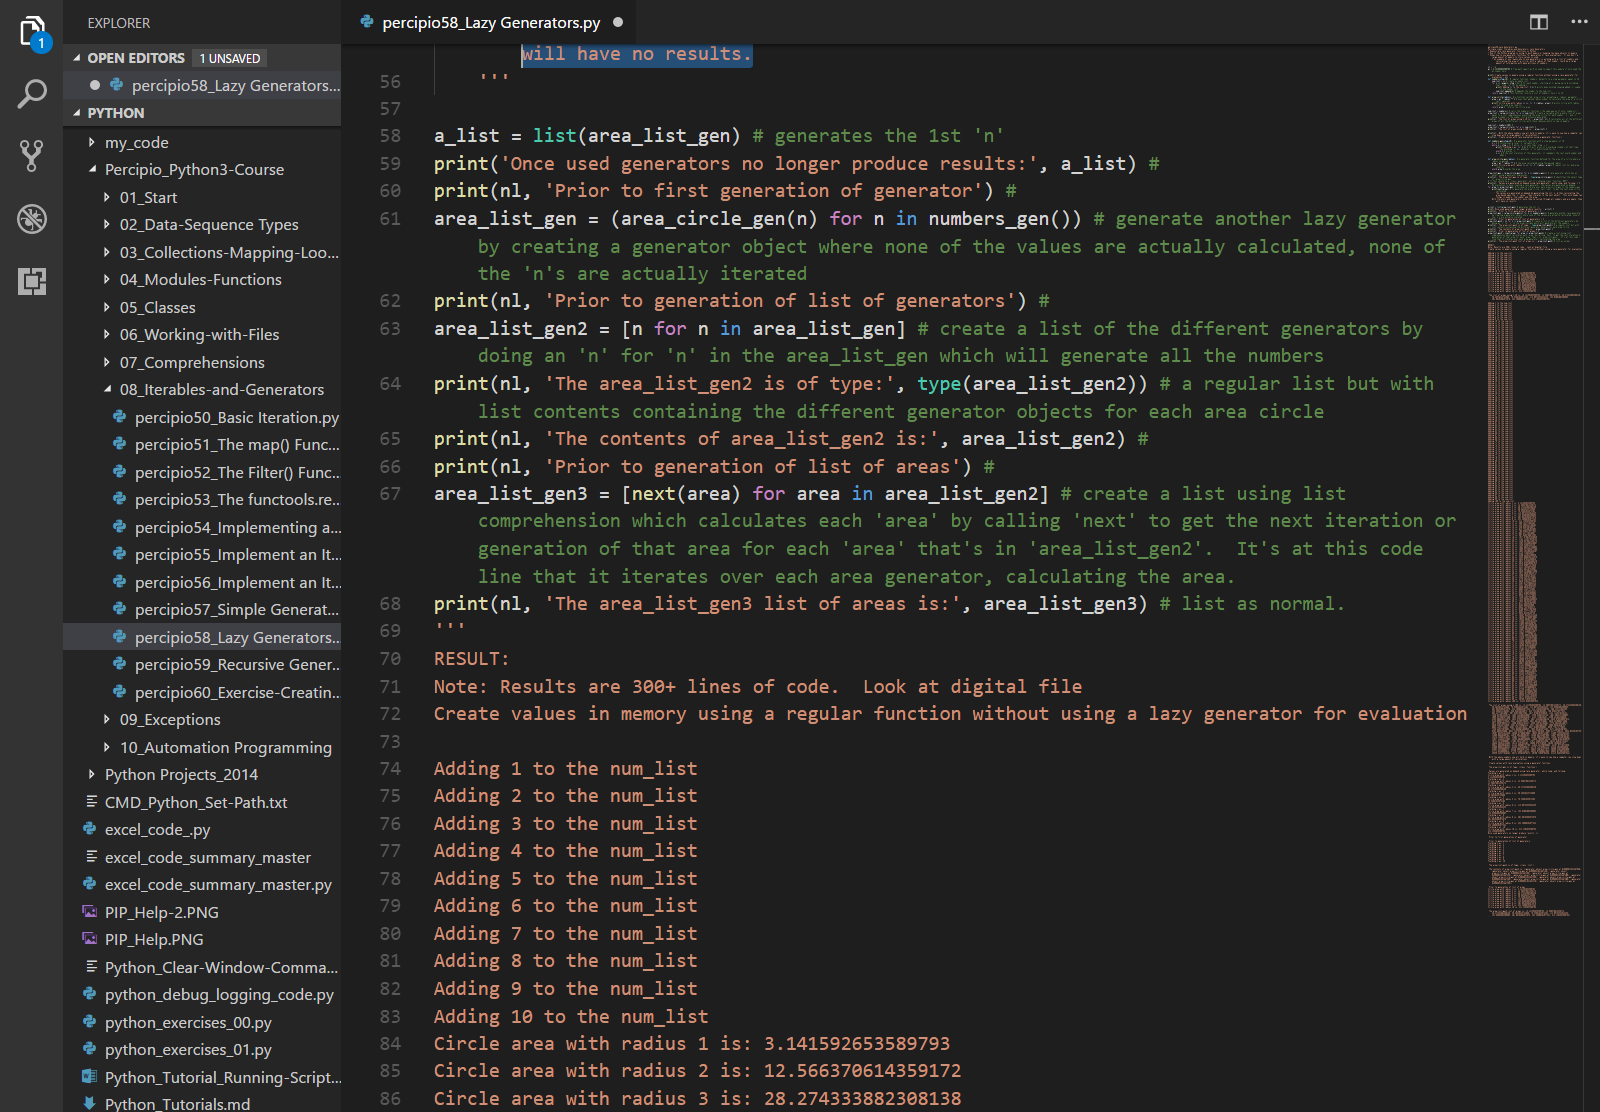 1
EXPLORER
OPEN EDITORS 1 UNSAVED
percipio58_Lazy Generators...
PYTHON
my_code
Percipio_Python3-Course
01_Start
02_Data-Sequence Types
03_Collections-Mapping-Loo...
04_Modules-Functions
05_Classes
06_Working-with-Files
07_Comprehensions
08_Iterables-and-Generators
percipio50_Basic Iteration.py
percipio51_The map() Func...
percipio52_The Filter() Func...
percipio53_The functools.re...
percipio54_Implementing a...
percipio55_Implement an It...
percipio56_Implement an It...
percipio57_Simple Generat...
percipio58_Lazy Generators...
percipio59_Recursive Gener...
percipio60_Exercise-Creatin...
09_Exceptions
10_Automation Programming
Python Projects_2014
CMD_Python_Set-Path.txt
excel_code_.py
excel_code_summary_master
excel_code_summary_master.py
PIP_Help-2.PNG
PIP_Help.PNG
Python_Clear-Window-Comma...
python_debug_logging_code.py
python_exercises_00.py
python_exercises_01.py
Python_Tutorial_Running-Script...
Python_Tutorials.md
percipio58_Lazy Generators.py
will have no results.
56 '''
57
58 a_list = list(area_list_gen) # generates the 1st 'n'
59 print('Once used generators no longer produce results:', a_list) #
60 print(nl, 'Prior to first generation of generator') #
61 area_list_gen = (area_circle_gen(n) for n in numbers_gen()) # generate another lazy generator
by creating a generator object where none of the values are actually calculated, none of
the 'n's are actually iterated
62 print(nl, 'Prior to generation of list of generators') #
63 area_list_gen2 = [n for n in area_list_gen] # create a list of the different generators by
doing an 'n' for 'n' in the area_list_gen which will generate all the numbers
64 print(nl, 'The area_list_gen2 is of type:', type(area_list_gen2)) # a regular list but with
list contents containing the different generator objects for each area circle
65 print(nl, 'The contents of area_list_gen2 is:', area_list_gen2) #
66 print(nl, 'Prior to generation of list of areas') #
67 area_list_gen3 = [next(area) for area in area_list_gen2] # create a list using list
comprehension which calculates each 'area' by calling 'next' to get the next iteration or
generation of that area for each 'area' that's in 'area_list_gen2'.  It's at this code
line that it iterates over each area generator, calculating the area.
68 print(nl, 'The area_list_gen3 list of areas is:', area_list_gen3) # list as normal.
69 '''
70 RESULT:
71 Note: Results are 300+ lines of code.  Look at digital file
72 Create values in memory using a regular function without using a lazy generator for evaluation
73
74 Adding 1 to the num_list
75 Adding 2 to the num_list
76 Adding 3 to the num_list
77 Adding 4 to the num_list
78 Adding 5 to the num_list
79 Adding 6 to the num_list
80 Adding 7 to the num_list
81 Adding 8 to the num_list
82 Adding 9 to the num_list
83 Adding 10 to the num_list
84 Circle area with radius 1 is: 3.141592653589793
85 Circle area with radius 2 is: 12.566370614359172
86 Circle area with radius 3 is: 28.274333882308138